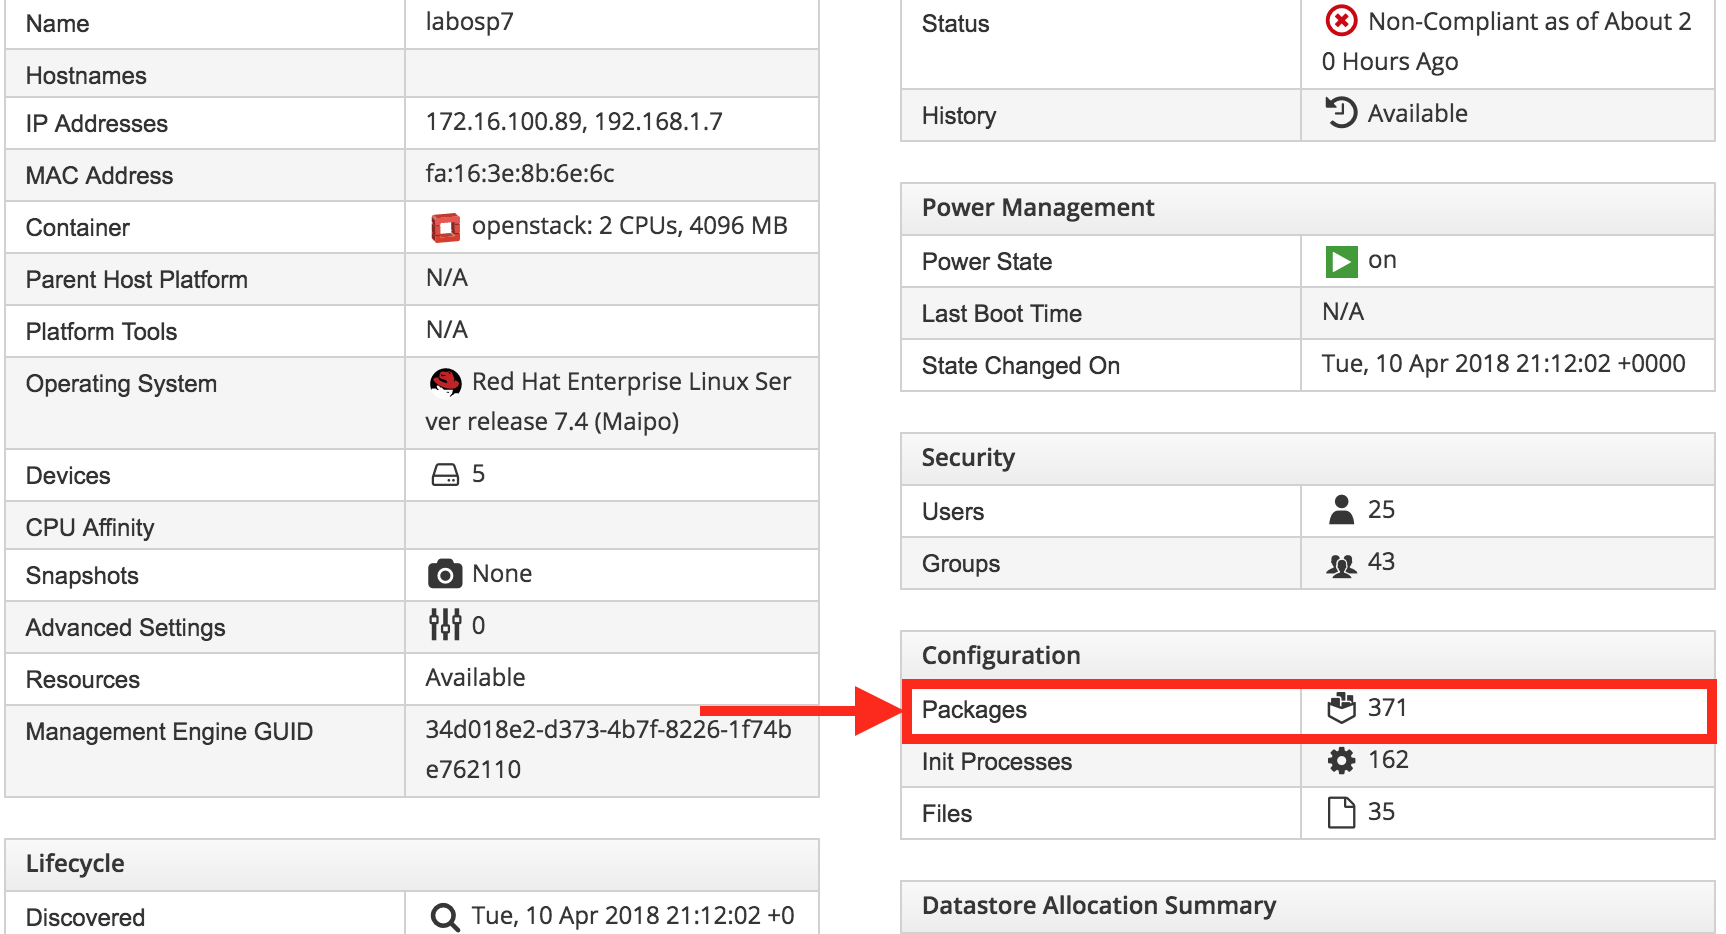 Name labosp7
Hostnames
IP Addresses 172.16.100.89, 192.168.1.7
MAC Address fa:16:3e:8b:6e:6c
Container openstack: 2 CPUs, 4096 MB
Parent Host Platform N/A
Platform Tools N/A
Operating System Red Hat Enterprise Linux Ser
ver release 7.4 (Maipo)
Devices 5
CPU Affinity
Snapshots None
Advanced Settings 0
Resources Available
Management Engine GUID 34d018e2-d373-4b7f-8226-1f74b
e762110
Lifecycle
Discovered Tue, 10 Apr 2018 21:12:02 +0
Status Non-Compliant as of About 2
0 Hours Ago
History Available
Power Management
Power State on
Last Boot Time N/A
State Changed On Tue, 10 Apr 2018 21:12:02 +0000
Security
Users 25
Groups 43
Configuration
Packages 371
Init Processes 162
Files 35
Datastore Allocation Summary